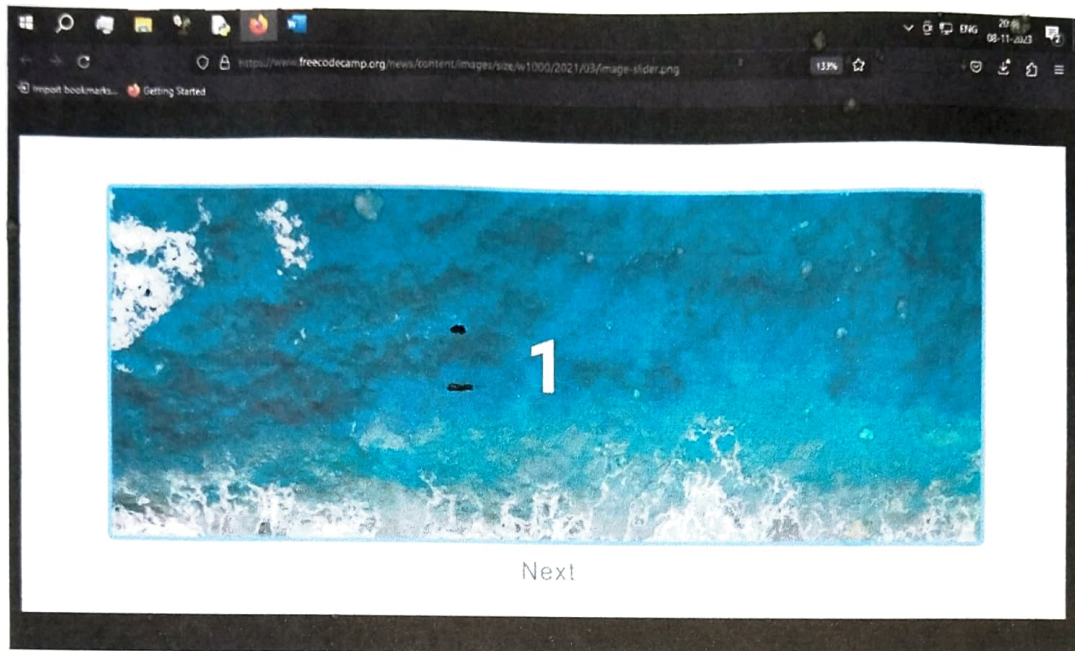 ENG
08-11-2023
https://www.freecodecamp.org/news/content/images/size/w1000/2021/03/image-slider.png
133%
Import bookmarks...
Getting Started
1
Next